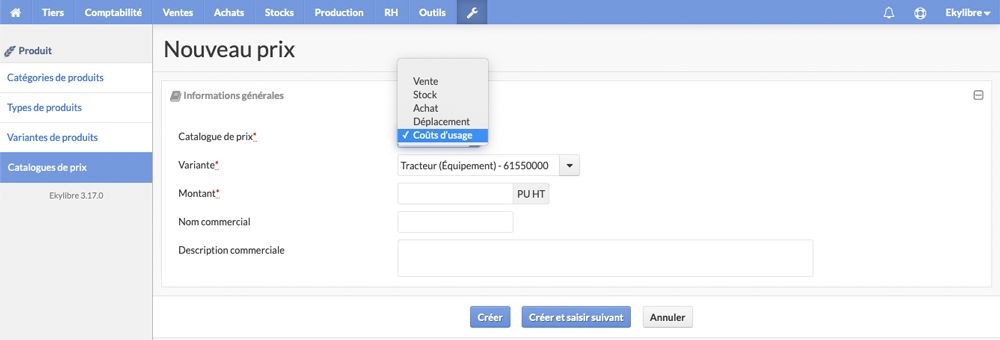 Tiers Comptabilité Ventes Achats Stocks Production RH Outils Ekylibre
Produit
Catégories de produits
Types de produits
Variantes de produits
Catalogues de prix
Ekylibre 3.17.0
Nouveau prix
Informations générales
Vente
Stock
Achat
Déplacement
✓ Coûts d'usage
Catalogue de prix*
Variante* Tracteur (Équipement) - 61550000
Montant* PU HT
Nom commercial
Description commerciale
Créer Créer et saisir suivant Annuler